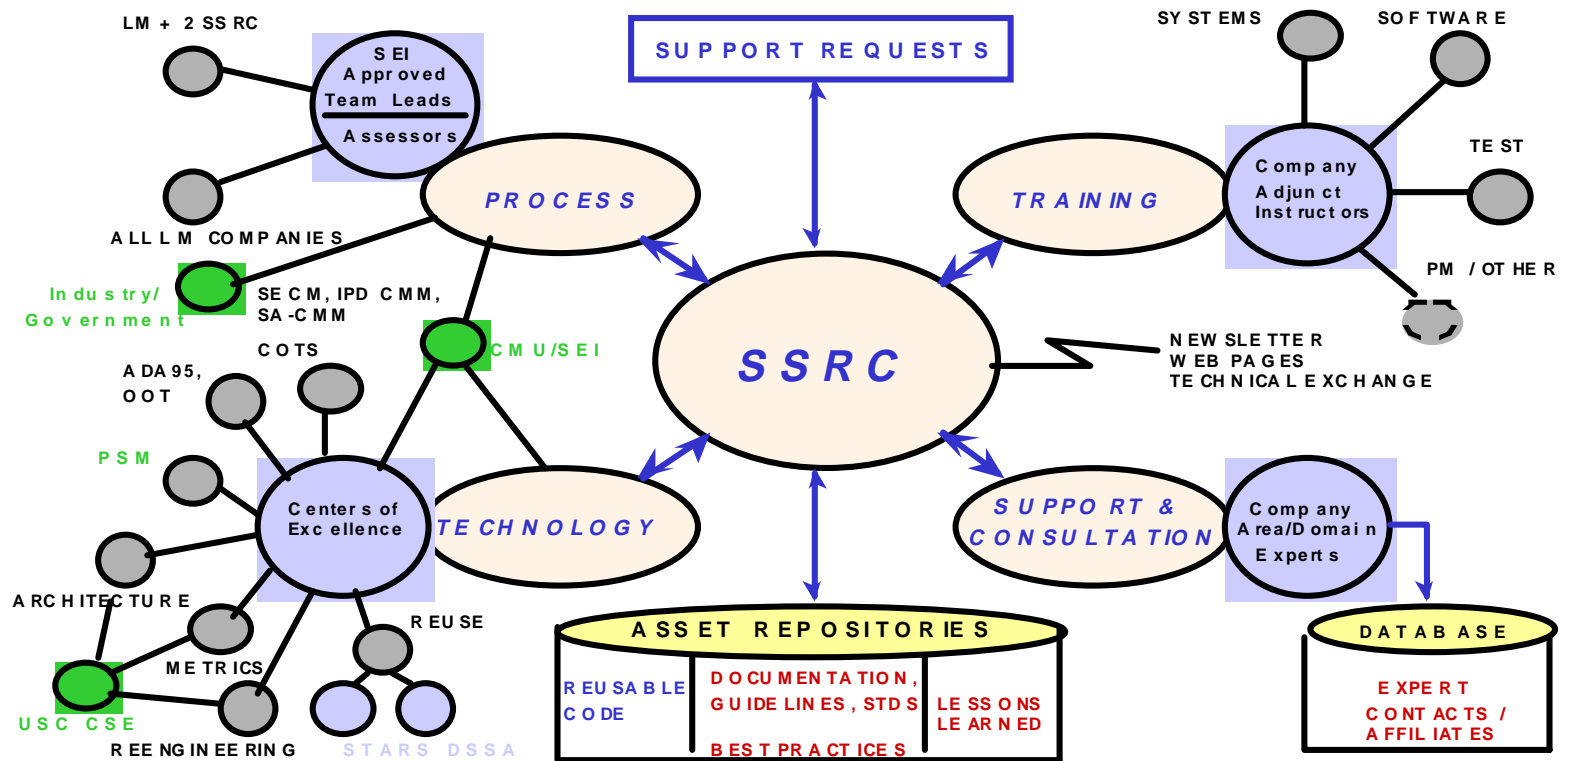 LM + 2 SSRC
SEI
Approved
Team Leads
Assessors
SUPPORT REQUESTS
SYSTEMS
SOFTWARE
TEST
PM / OTHER
Company
Adjunct
Instructors
TRAINING
PROCESS
ALL LM COMPANIES
Industry/
Government
SECM, IPD CMM,
SA-CMM
CMU/SEI
COTS
ADA95,
OOT
PSM
SSRC
NEWSLETTER
WEB PAGES
TECHNICAL EXCHANGE
Centers of
Excellence
TECHNOLOGY
SUPPORT &
CONSULTATION
Company
Area/Domain
Experts
ARCHITECTURE
METRICS
REUSE
USC CSE
REENGINEERING
STARS DSSA
ASSET REPOSITORIES
REUSABLE
CODE
DOCUMENTATION,
GUIDELINES, STDS
BEST PRACTICES
LESSONS
LEARNED
DATABASE
EXPERT
CONTACTS /
AFFILIATES